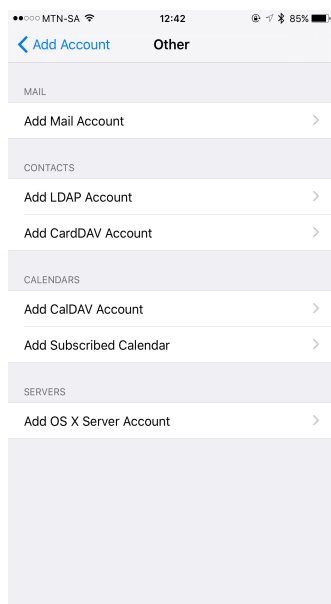 MTN-SA 12:42 85%
Add Account Other
MAIL
Add Mail Account
CONTACTS
Add LDAP Account
Add CardDAV Account
CALENDARS
Add CalDAV Account
Add Subscribed Calendar
SERVERS
Add OS X Server Account